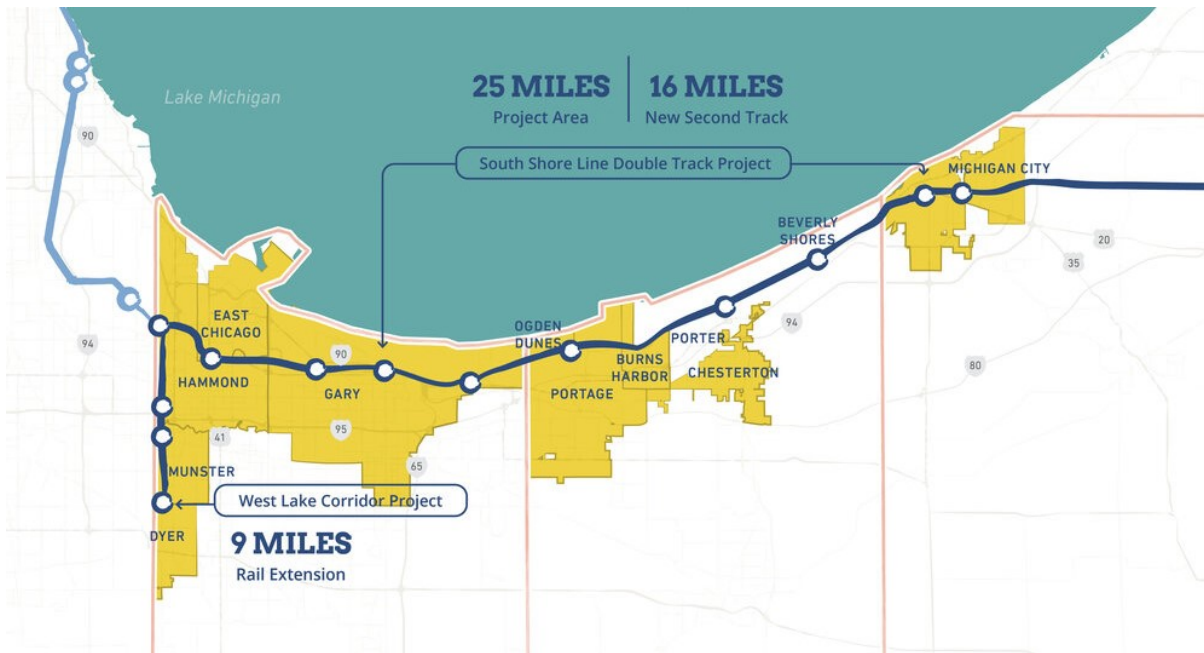 Lake Michigan
25 MILES
Project Area
16 MILES
New Second Track
South Shore Line Double Track Project
90
MICHIGAN CITY
BEVERLY
SHORES
20
35
EAST
CHICAGO
94
90
HAMMOND
GARY
OGDEN
DUNES
PORTER
94
BURNS
HARBOR
CHESTERTON
PORTAGE
80
41
95
65
MUNSTER
West Lake Corridor Project
DYER
9 MILES
Rail Extension